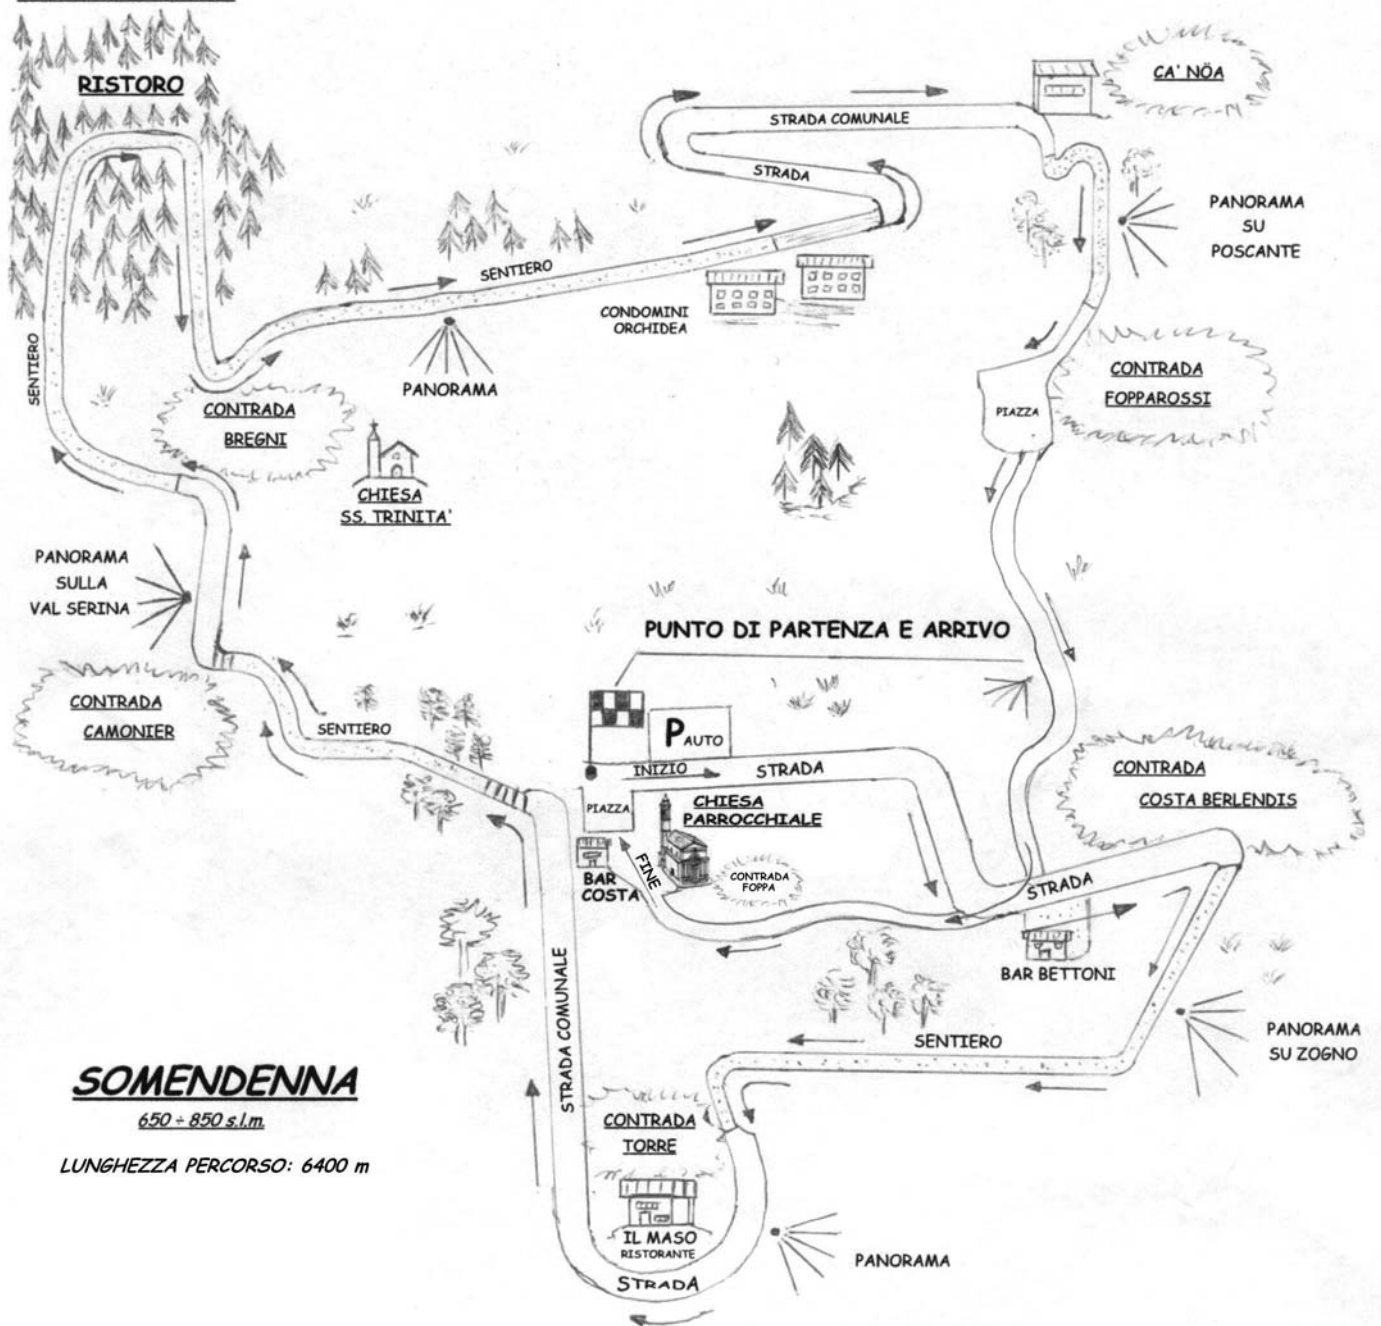 RISTORO
CA' NÖA
STRADA COMUNALE
STRADA
PANORAMA
SU
POSCANTE
SENTIERO
CONDOMINI
ORCHIDEA
SENTIERO
PANORAMA
CONTRADA
FOPPAROSSI
PIAZZA
CONTRADA
BREGNI
CHIESA
SS. TRINITA'
PANORAMA
SULLA
VAL SERINA
PUNTO DI PARTENZA E ARRIVO
CONTRADA
CAMONIER
SENTIERO
P AUTO
INIZIO
STRADA
PIAZZA
CHIESA
PARROCCHIALE
CONTRADA
COSTA BERLENDIS
FINE
BAR
COSTA
CONTRADA
FOPPA
STRADA
BAR BETTONI
STRADA COMUNALE
SENTIERO
PANORAMA
SU ZOGNO
SOMENDENNA
650 ÷ 850 s.l.m.
LUNGHEZZA PERCORSO: 6400 m
CONTRADA
TORRE
IL MASO
RISTORANTE
STRADA
PANORAMA